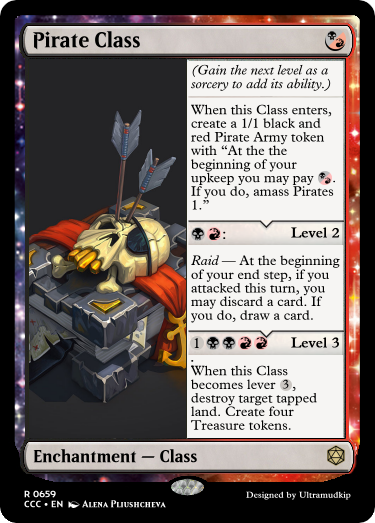 Pirate Class
(Gain the next level as a
sorcery to add its ability.)
When this Class enters,
create a 1/1 black and
red Pirate Army token
with “At the the
beginning of your
upkeep you may pay .
If you do, amass Pirates
1.”
: Level 2
Raid — At the beginning
of your end step, if you
attacked this turn, you
may discard a card. If
you do, draw a card.
1 Level 3
.
When this Class
becomes lever 3,
destroy target tapped
land. Create four
Treasure tokens.
Enchantment — Class
R 0659
CCC • EN Alena Pliushcheva
Designed by Ultramudkip